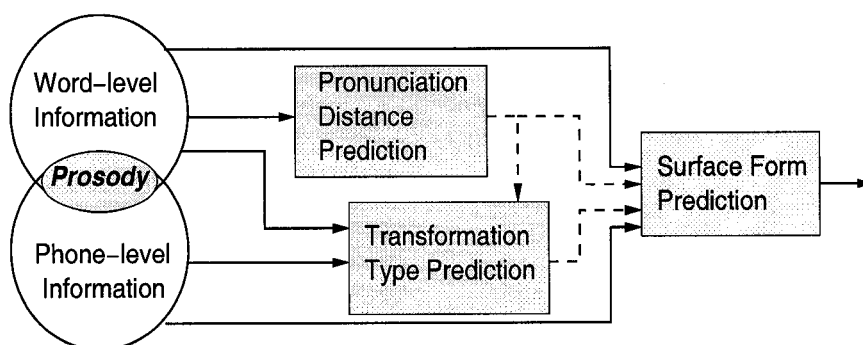 Word–level
Information
Prosody
Phone–level
Information
Pronunciation
Distance
Prediction
Transformation
Type Prediction
Surface Form
Prediction